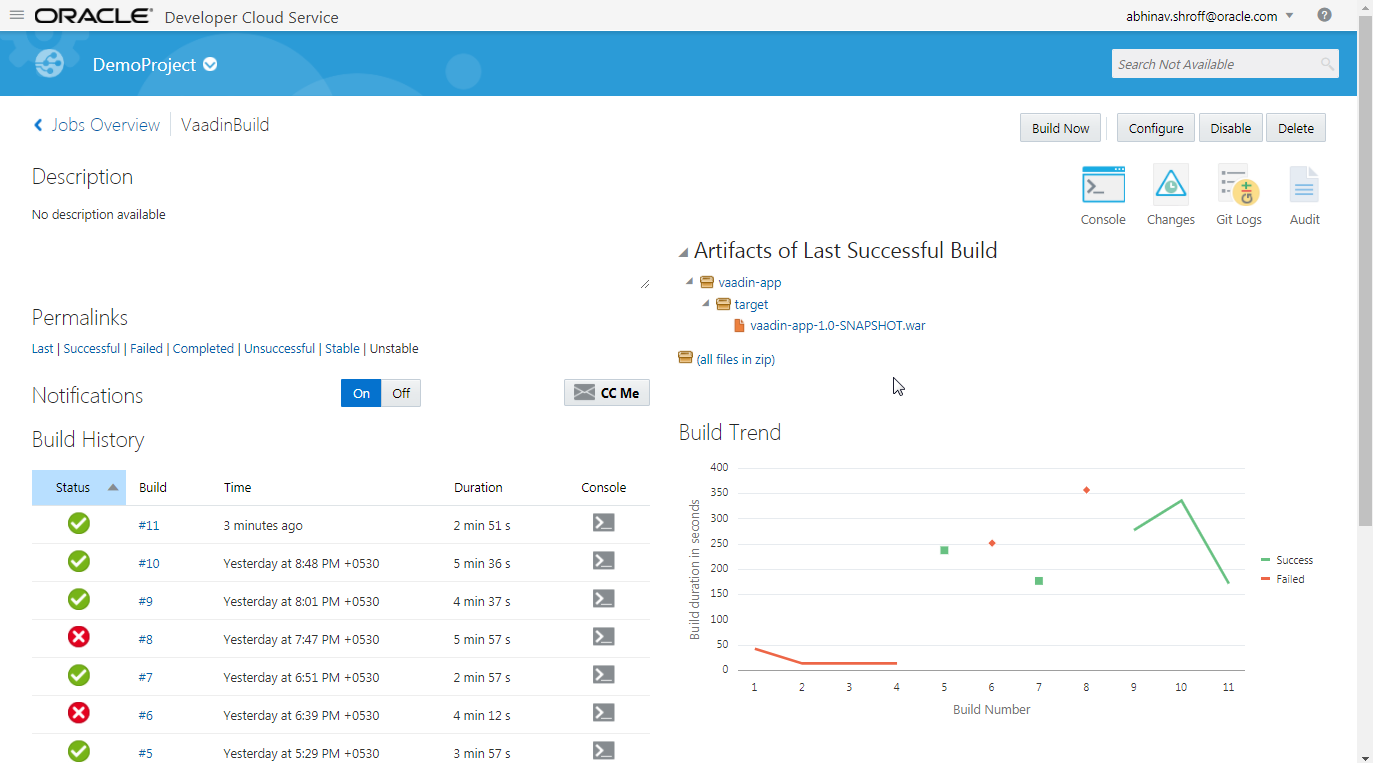 ORACLE® Developer Cloud Service
abhinav.shroff@oracle.com
DemoProject
Search Not Available
Jobs Overview VaadinBuild
Build Now Configure Disable Delete
Console Changes Git Logs Audit
Description
No description available
Permalinks
Last | Successful | Failed | Completed | Unsuccessful | Stable | Unstable
Notifications On Off CC Me
Build History
Status Build Time Duration Console
#11 3 minutes ago 2 min 51 s
#10 Yesterday at 8:48 PM +0530 5 min 36 s
#9 Yesterday at 8:01 PM +0530 4 min 37 s
#8 Yesterday at 7:47 PM +0530 5 min 57 s
#7 Yesterday at 6:51 PM +0530 2 min 57 s
#6 Yesterday at 6:39 PM +0530 4 min 12 s
#5 Yesterday at 5:29 PM +0530 3 min 57 s
Artifacts of Last Successful Build
vaadin-app
target
vaadin-app-1.0-SNAPSHOT.war
(all files in zip)
Build Trend
Build duration in seconds
400
350
300
250
200
150
100
50
0
1 2 3 4 5 6 7 8 9 10 11
Build Number
Success
Failed